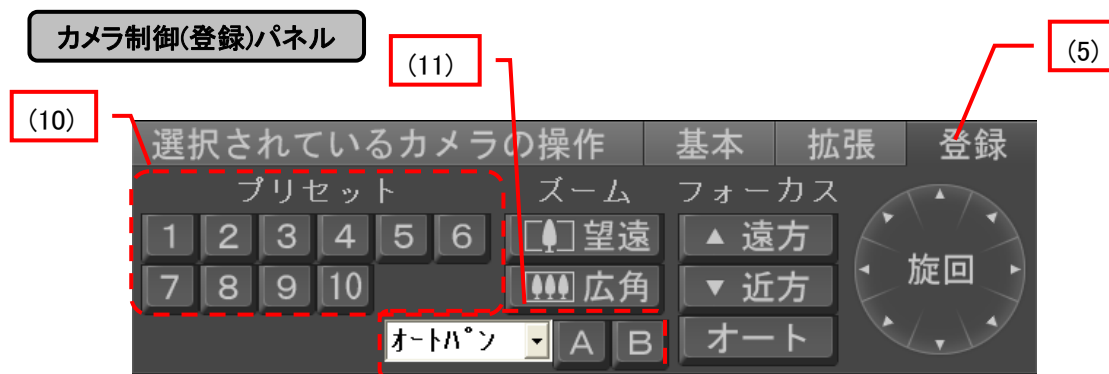 カメラ制御(登録)パネル
(11)
(5)
(10)
選択されているカメラの操作 基本 拡張 登録
プリセット ズーム フォーカス
1 2 3 4 5 6 望遠 ▲ 遠方
旋回
7 8 9 10 広角 ▼ 近方
ｵｰﾄﾊﾟﾝ A B オート